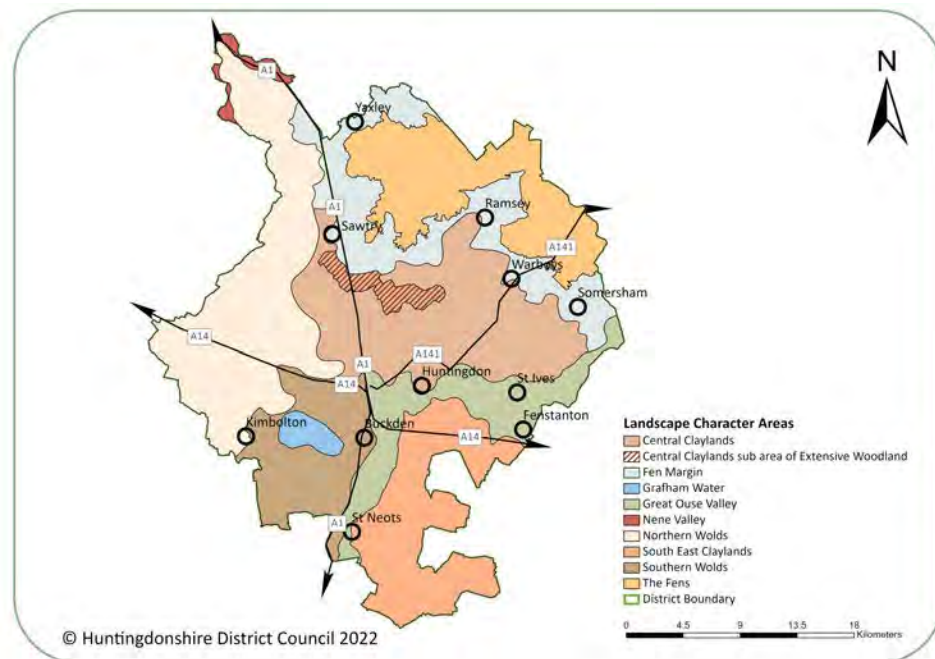 A1
N
Yaxley
Ramsey
A1
Sawtry
A141
Warboys
Somersham
A14
A1
A141
A14
Huntingdon
St Ives
Kimbolton
Buckden
Fenstanton
A14
A1
St Neots
Landscape Character Areas
Central Claylands
Central Claylands sub area of Extensive Woodland
Fen Margin
Grafham Water
Great Ouse Valley
Nene Valley
Northern Wolds
South East Claylands
Southern Wolds
The Fens
District Boundary
0 4.5 9 13.5 18
Kilometers
© Huntingdonshire District Council 2022